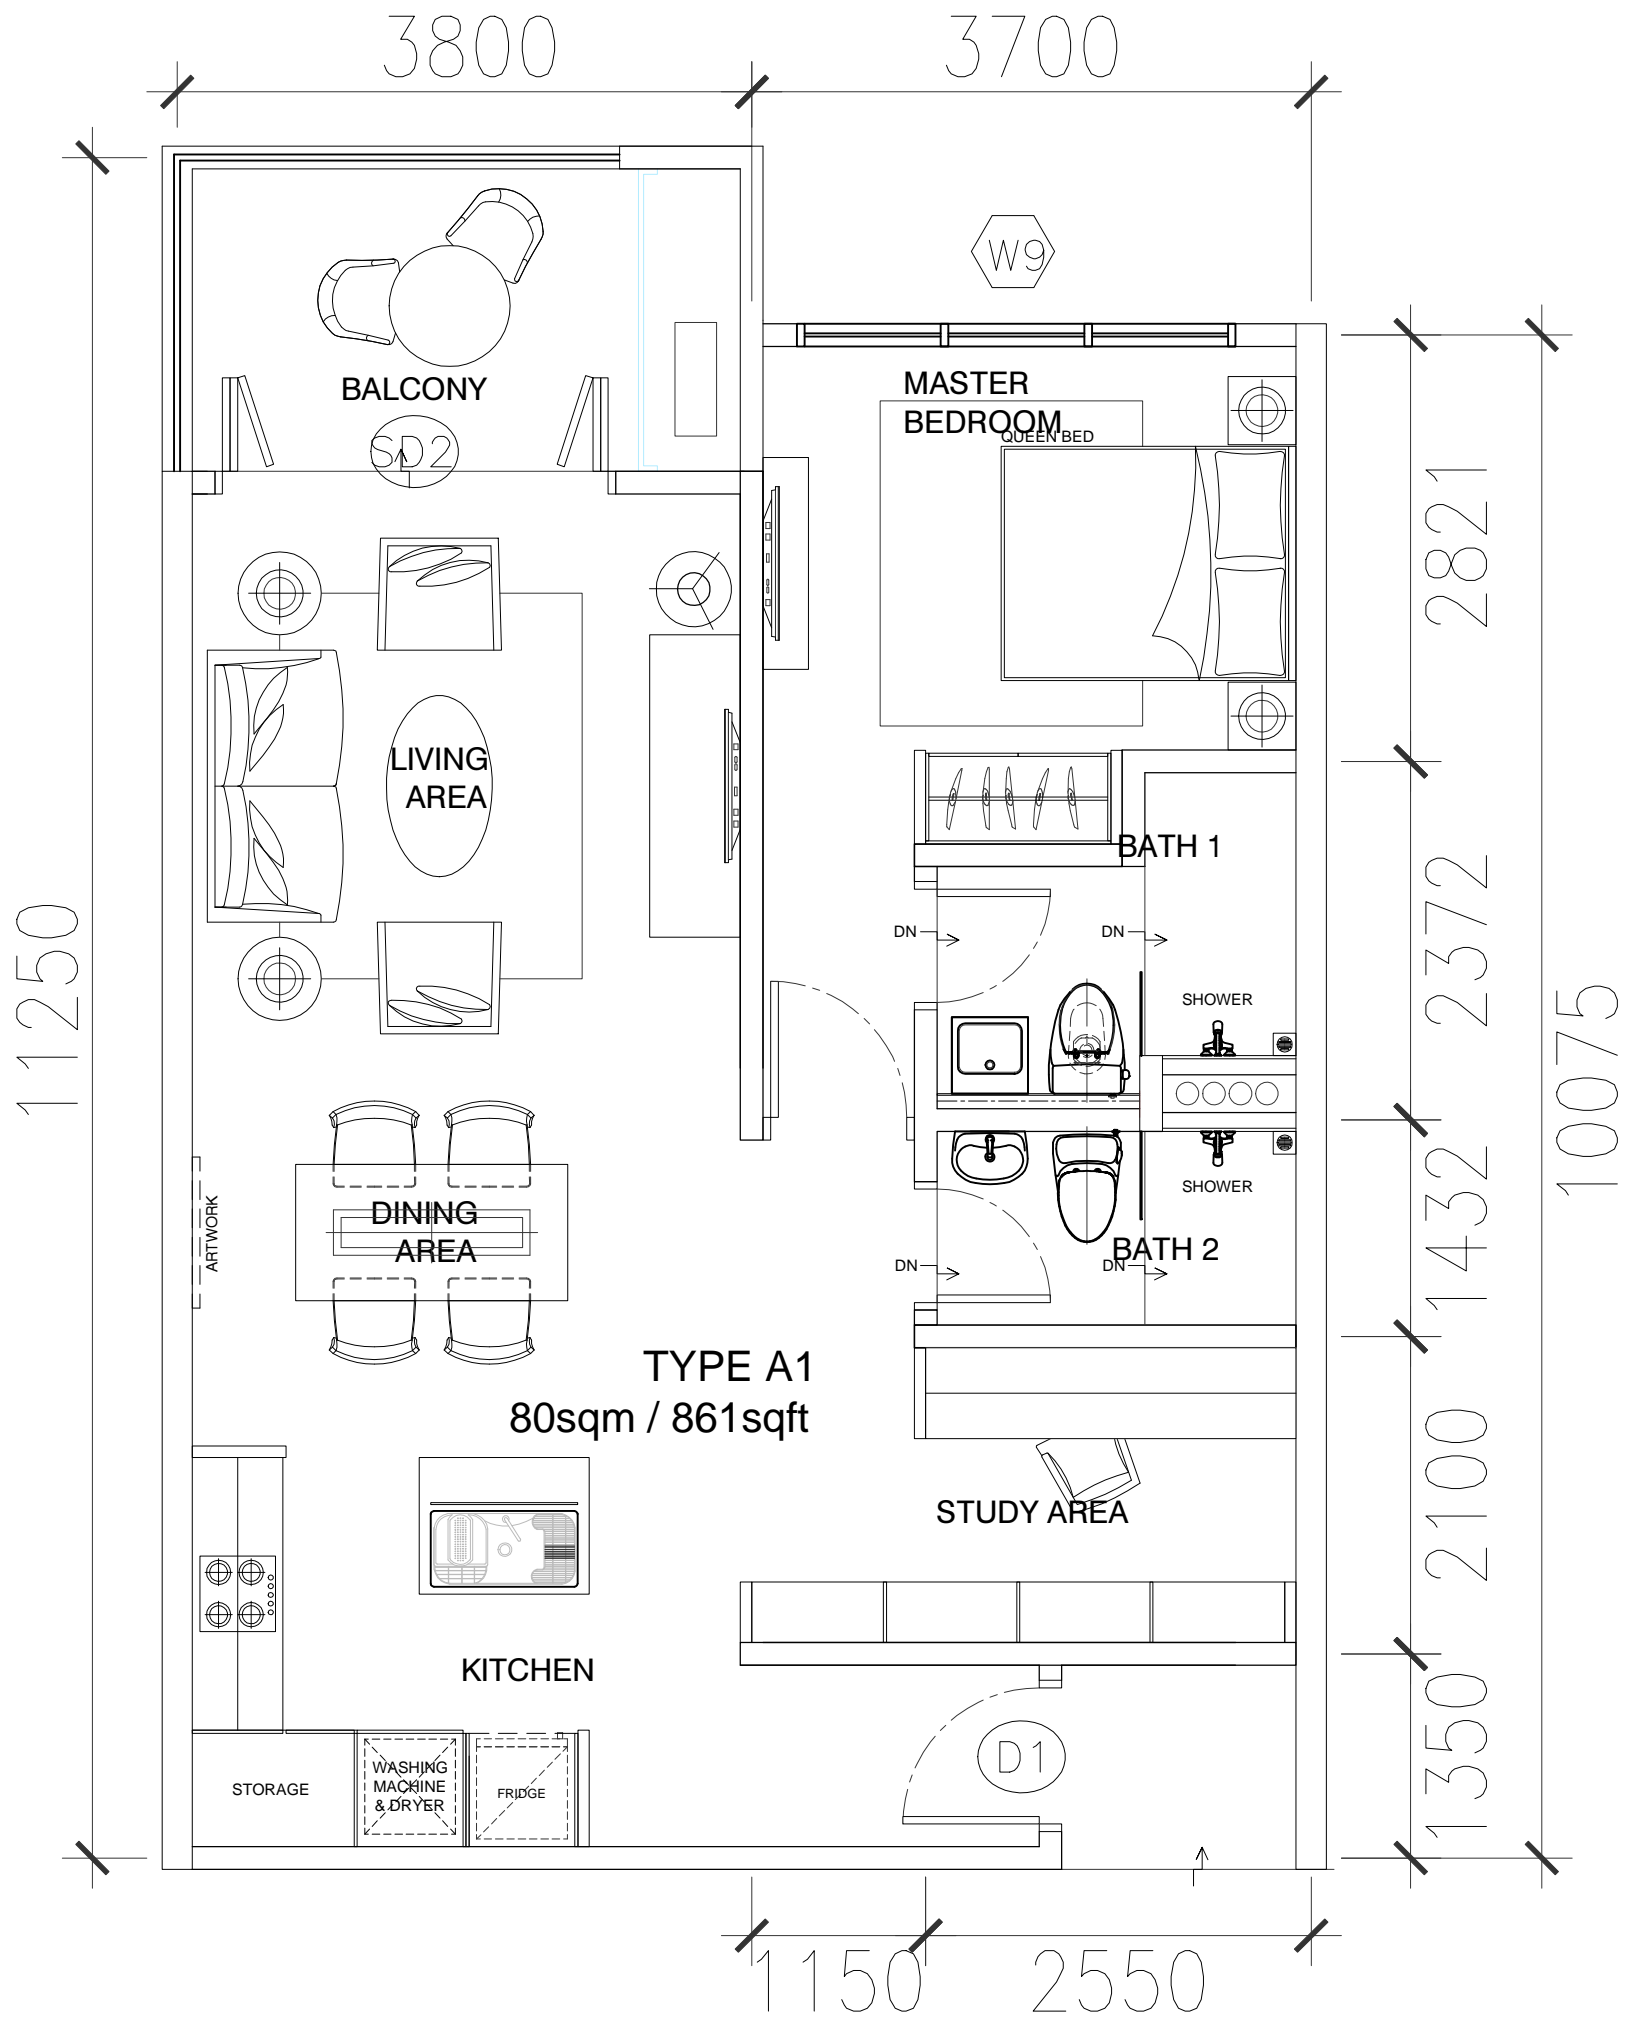 3800
3700
W9
BALCONY
SD2
MASTER
BEDROOM
QUEEN BED
2821
LIVING
AREA
BATH 1
DN
DN
2372
11250
SHOWER
10075
SHOWER
1432
ARTWORK
DINING
AREA
BATH 2
DN
DN
TYPE A1
80sqm / 861sqft
STUDY AREA
2100
KITCHEN
1350
D1
STORAGE
WASHING
MACHINE
& DRYER
FRIDGE
1150
2550